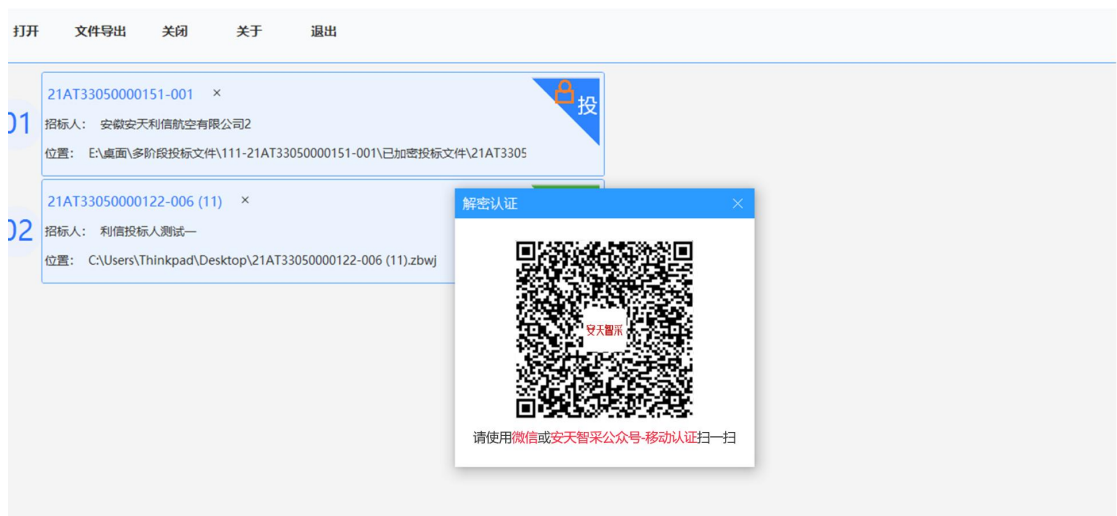 打开 文件导出 关闭 关于 退出
01
21AT33050000151-001 ×
投
招标人： 安徽安天利信航空有限公司2
位置： E:\桌面\多阶段投标文件\111-21AT33050000151-001\已加密投标文件\21AT3305
02
21AT33050000122-006 (11) ×
招标人： 利信投标人测试一
位置： C:\Users\Thinkpad\Desktop\21AT33050000122-006 (11).zbwj
解密认证
安天智采
请使用微信或安天智采公众号-移动认证扫一扫